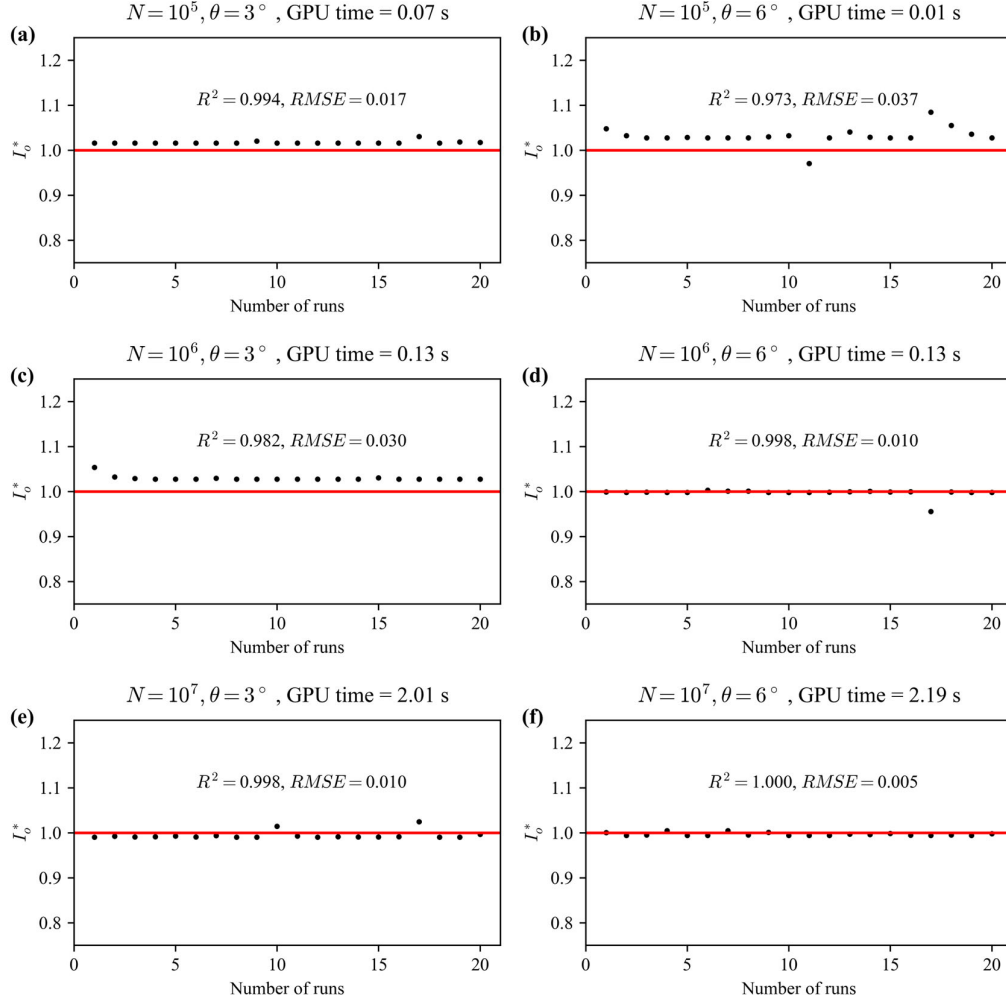 N = 10^5, θ = 3° , GPU time = 0.07 s
(a)
1.2
1.1
1.0
0.9
0.8
I_o^*
R^2 = 0.994, RMSE = 0.017
0 5 10 15 20
Number of runs
N = 10^5, θ = 6° , GPU time = 0.01 s
(b)
1.2
1.1
1.0
0.9
0.8
I_o^*
R^2 = 0.973, RMSE = 0.037
0 5 10 15 20
Number of runs
N = 10^6, θ = 3° , GPU time = 0.13 s
(c)
1.2
1.1
1.0
0.9
0.8
I_o^*
R^2 = 0.982, RMSE = 0.030
0 5 10 15 20
Number of runs
N = 10^6, θ = 6° , GPU time = 0.13 s
(d)
1.2
1.1
1.0
0.9
0.8
I_o^*
R^2 = 0.998, RMSE = 0.010
0 5 10 15 20
Number of runs
N = 10^7, θ = 3° , GPU time = 2.01 s
(e)
1.2
1.1
1.0
0.9
0.8
I_o^*
R^2 = 0.998, RMSE = 0.010
0 5 10 15 20
Number of runs
N = 10^7, θ = 6° , GPU time = 2.19 s
(f)
1.2
1.1
1.0
0.9
0.8
I_o^*
R^2 = 1.000, RMSE = 0.005
0 5 10 15 20
Number of runs